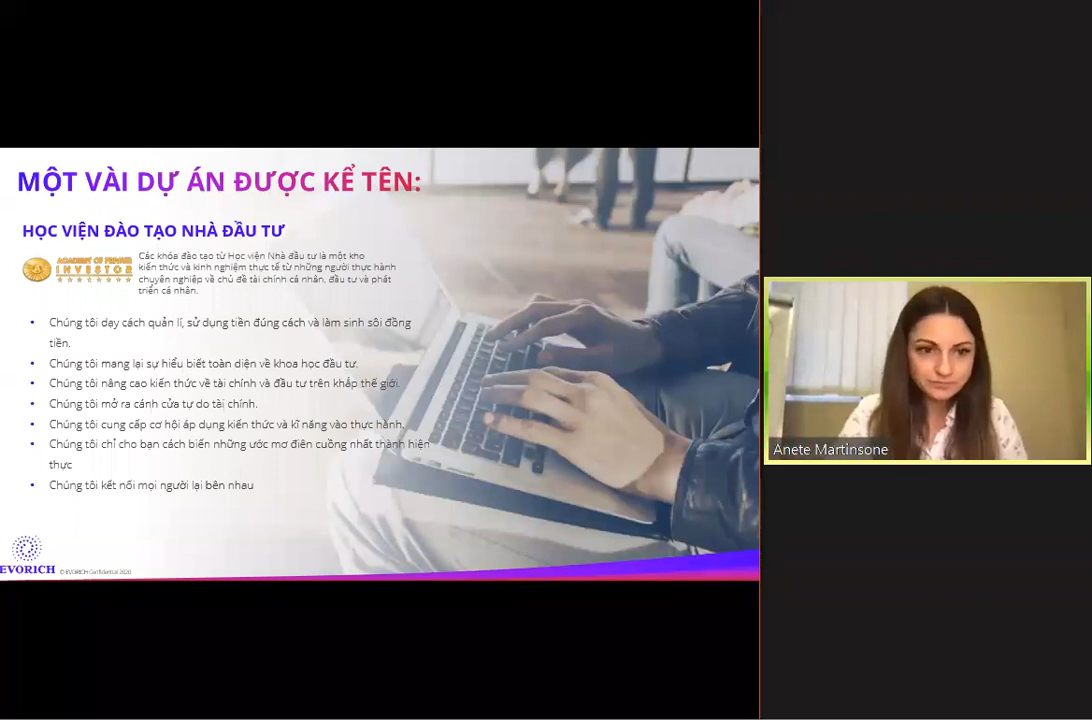 MỘT VÀI DỰ ÁN ĐƯỢC KỂ TÊN:
HỌC VIỆN ĐÀO TẠO NHÀ ĐẦU TƯ
ACADEMY OF PREMIER
INVESTOR
Các khóa đào tạo từ Học viện Nhà đầu tư là một kho
kiến thức và kinh nghiệm thực tế từ những người thực hành
chuyên nghiệp về chủ đề tài chính cá nhân, đầu tư và phát
triển cá nhân.
• Chúng tôi dạy cách quản lí, sử dụng tiền đúng cách và làm sinh sôi đồng
tiền.
• Chúng tôi mang lại sự hiểu biết toàn diện về khoa học đầu tư.
• Chúng tôi nâng cao kiến thức về tài chính và đầu tư trên khắp thế giới.
• Chúng tôi mở ra cánh cửa tự do tài chính.
• Chúng tôi cung cấp cơ hội áp dụng kiến thức và kĩ năng vào thực hành.
• Chúng tôi chỉ cho bạn cách biến những ước mơ điên cuồng nhất thành hiện
thực
• Chúng tôi kết nối mọi người lại bên nhau
EVORICH
© EVORICH Confidential 2020
Anete Martinsone